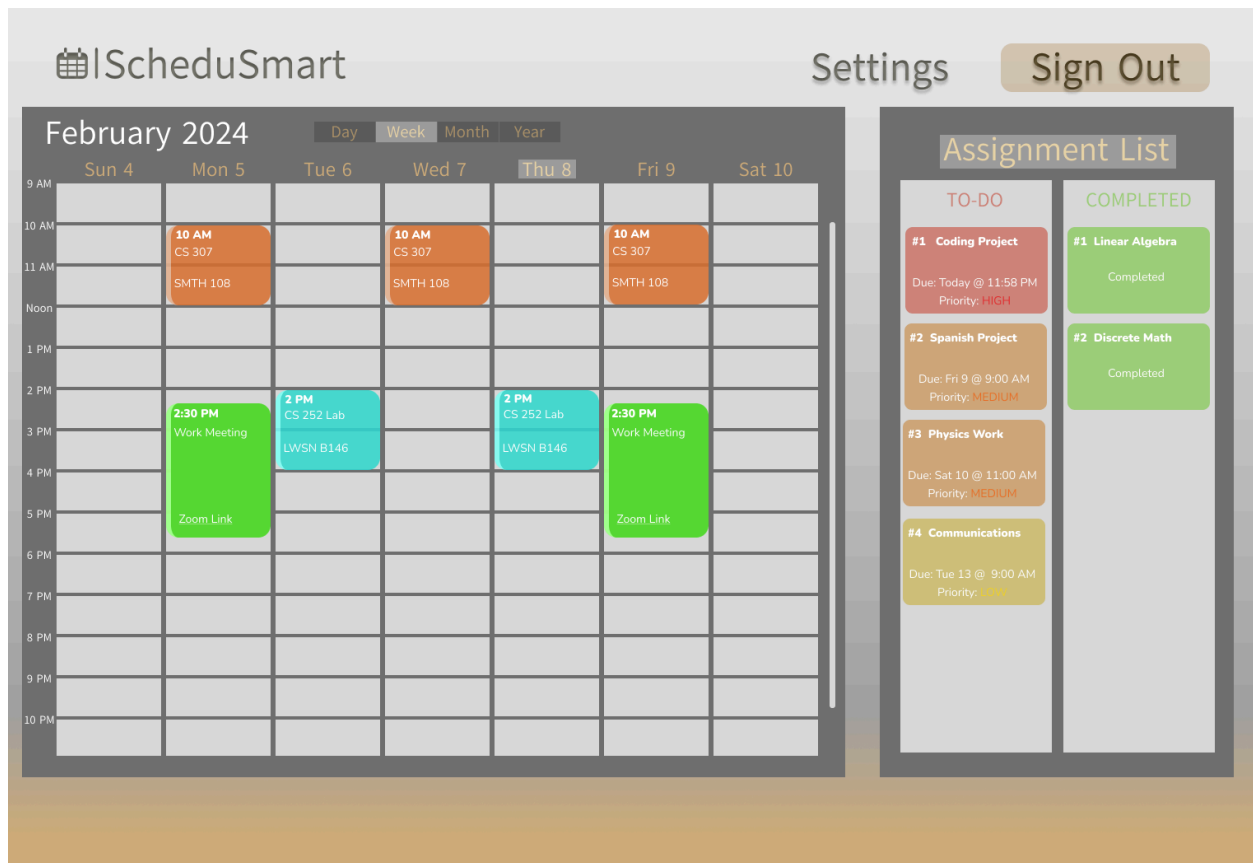 ScheduSmart
Settings
Sign Out
February 2024
Day Week Month Year
Sun 4 Mon 5 Tue 6 Wed 7 Thu 8 Fri 9 Sat 10
9 AM
10 AM
11 AM
Noon
1 PM
2 PM
3 PM
4 PM
5 PM
6 PM
7 PM
8 PM
9 PM
10 PM
10 AM
CS 307
SMTH 108
2:30 PM
Work Meeting
Zoom Link
2 PM
CS 252 Lab
LWSN B146
10 AM
CS 307
SMTH 108
2 PM
CS 252 Lab
LWSN B146
10 AM
CS 307
SMTH 108
2:30 PM
Work Meeting
Zoom Link
Assignment List
TO-DO
#1 Coding Project
Due: Today @ 11:58 PM
Priority: HIGH
#2 Spanish Project
Due: Fri 9 @ 9:00 AM
Priority: MEDIUM
#3 Physics Work
Due: Sat 10 @ 11:00 AM
Priority: MEDIUM
#4 Communications
Due: Tue 13 @ 9:00 AM
Priority: LOW
COMPLETED
#1 Linear Algebra
Completed
#2 Discrete Math
Completed